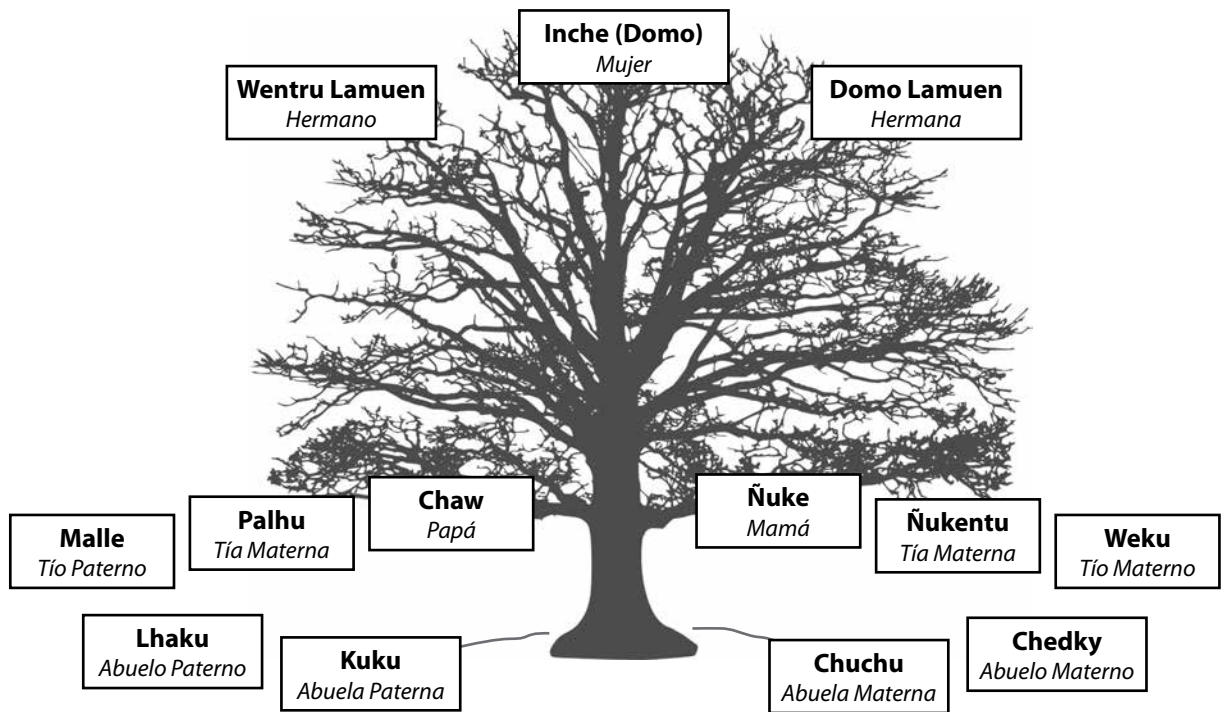 Inche (Domo)
Mujer
Wentru Lamuen
Hermano
Domo Lamuen
Hermana
Chaw
Papá
Ñuke
Mamá
Palhu
Tía Materna
Ñukentu
Tía Materna
Malle
Tío Paterno
Weku
Tío Materno
Lhaku
Abuelo Paterno
Kuku
Abuela Paterna
Chuchu
Abuela Materna
Chedky
Abuelo Materno